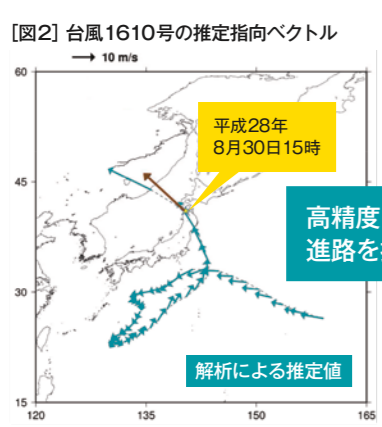 [図2] 台風1610号の推定指向ベクトル
10 m/s
60
平成28年
8月30日15時
45
高精度
進路を
30
解析による推定値
15
120 135 150 165